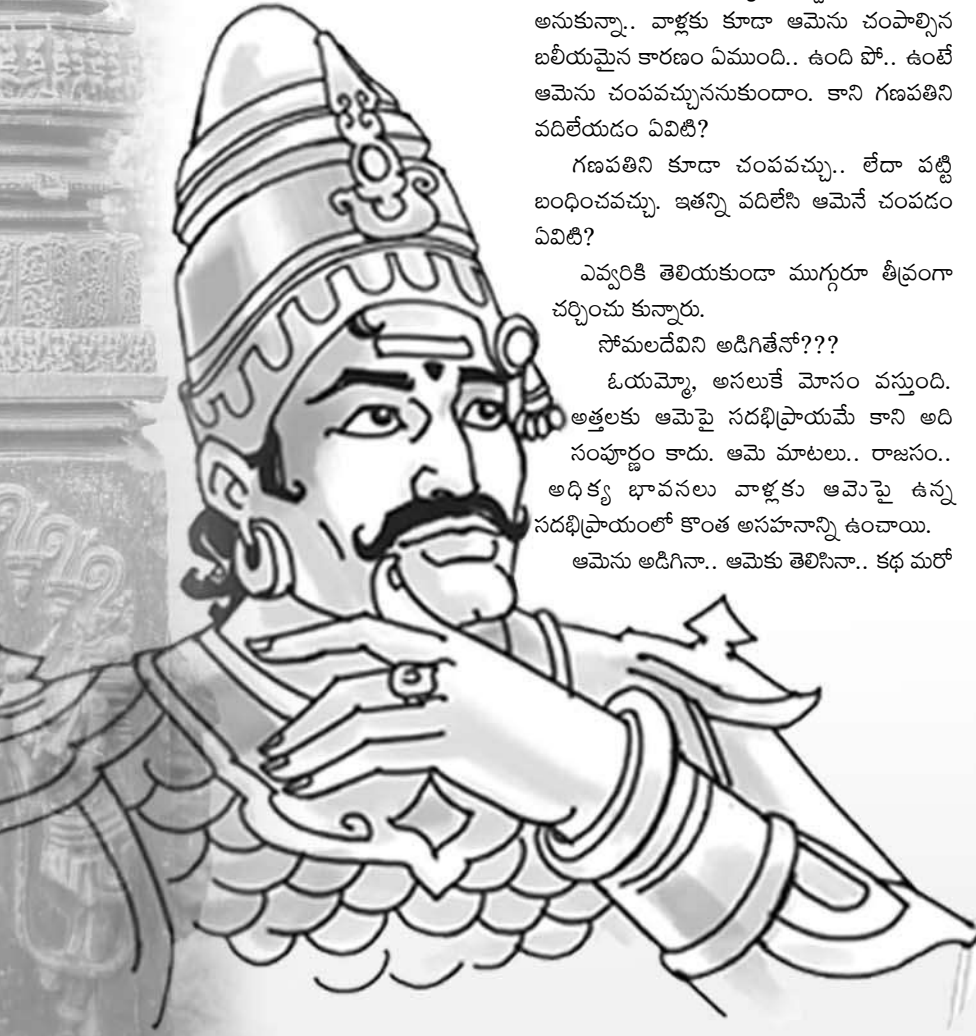 అనుకున్నా.. వాళ్లకు కూడా ఆమెను చంపాల్సిన
బలీయమైన కారణం ఏముంది.. ఉంది పో.. ఉంటే
ఆమెను చంపవచ్చుననుకుందాం. కాని గణపతిని
వదిలేయడం ఏవిటి?
గణపతిని కూడా చంపవచ్చు.. లేదా పట్టి
బంధించవచ్చు. ఇతన్ని వదిలేసి ఆమెనే చంపడం
ఏవిటి?
ఎవ్వరికి తెలియకుండా ముగ్గురూ తీవ్రంగా
చర్చించు కున్నారు.
సోమలదేవిని అడిగితేనో???
ఓయమ్మో, అసలుకే మోసం వస్తుంది.
అత్తలకు ఆమెపై సదభిప్రాయమే కాని అది
సంపూర్ణం కాదు. ఆమె మాటలు.. రాజసం..
అధిక్య భావనలు వాళ్లకు ఆమెపై ఉన్న
సదభిప్రాయంలో కొంత అసహనాన్ని ఉంచాయి.
ఆమెను అడిగినా.. ఆమెకు తెలిసినా.. కథ మరో